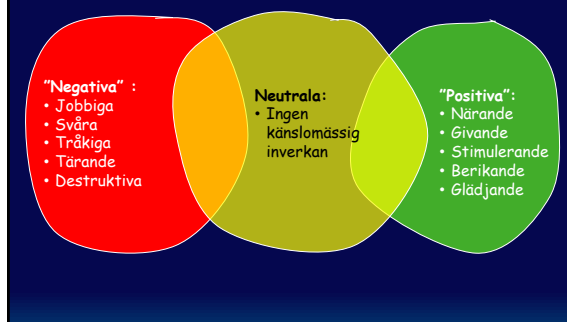 "Negativa" :
• Jobbiga
• Svåra
• Tråkiga
• Tärande
• Destruktiva
Neutrala:
• Ingen
känslomässig
inverkan
"Positiva":
• Närande
• Givande
• Stimulerande
• Berikande
• Glädjande